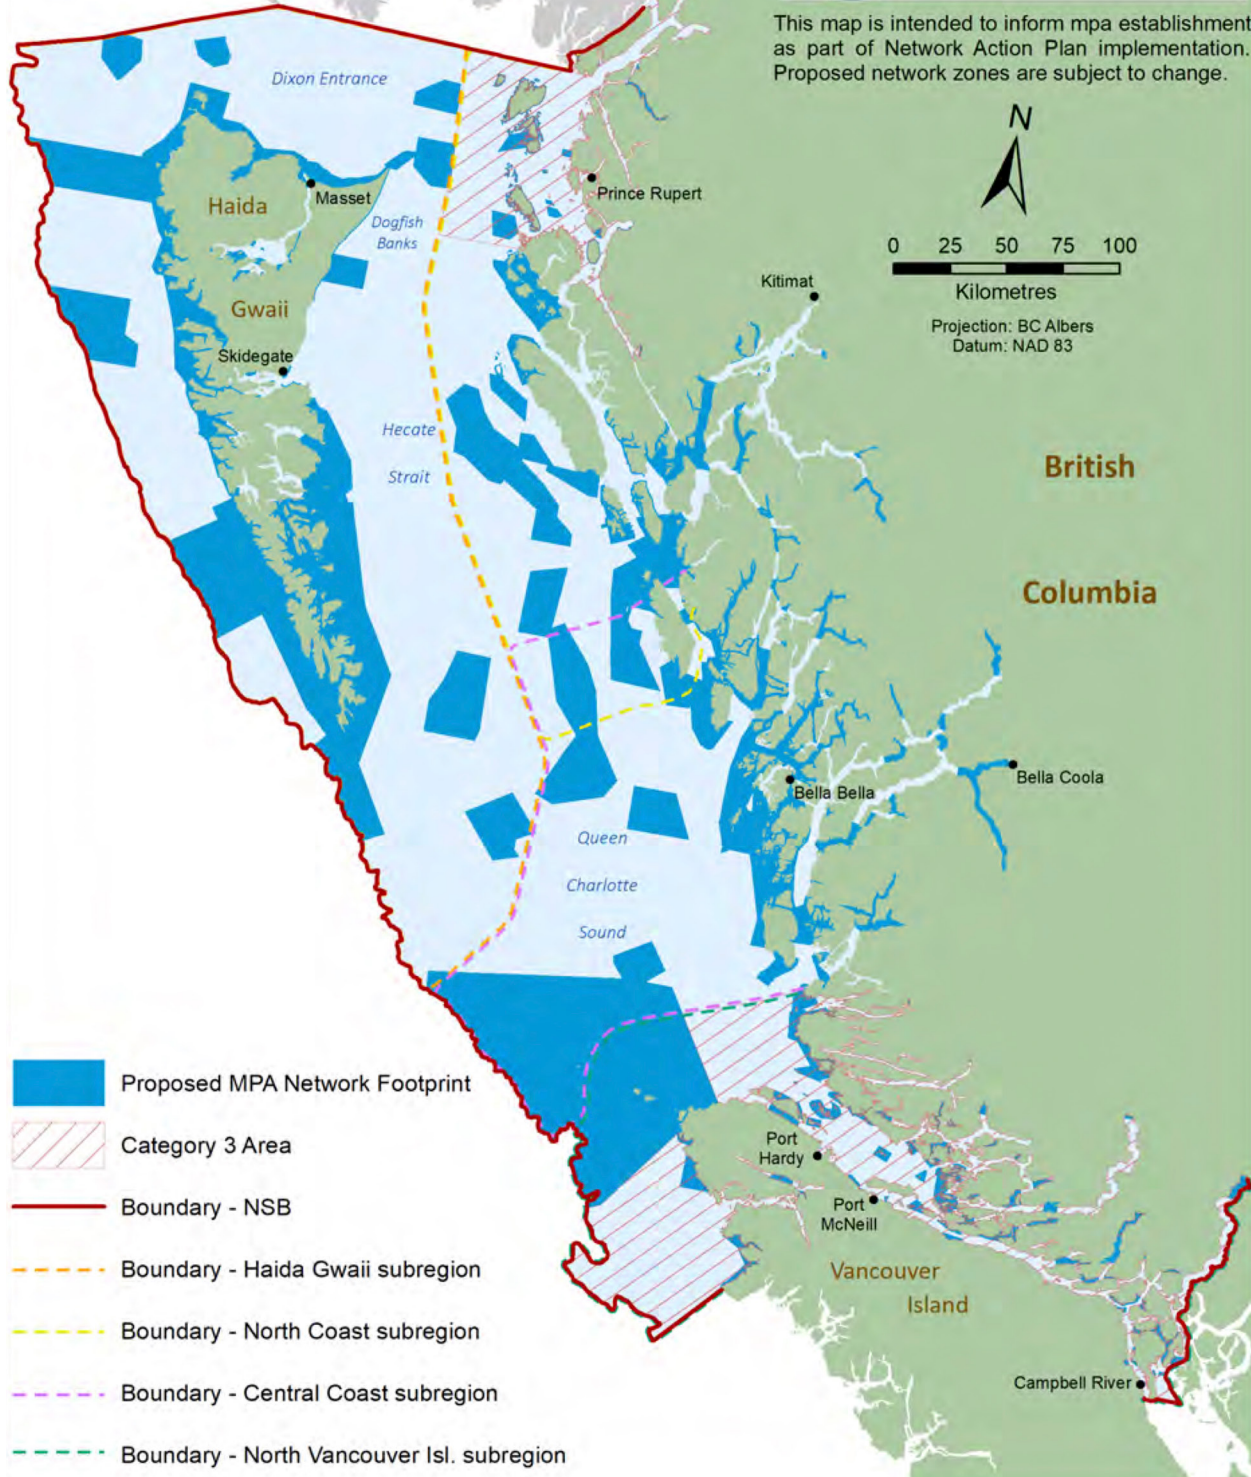 This map is intended to inform mpa establishment
as part of Network Action Plan implementation.
Proposed network zones are subject to change.
N
0 25 50 75 100
Kilometres
Projection: BC Albers
Datum: NAD 83
Dixon Entrance
Haida
Masset
Prince Rupert
Dogfish
Banks
Gwaii
Kitimat
Skidegate
Hecate
Strait
British
Columbia
Bella Coola
Bella Bella
Queen
Charlotte
Sound
Port
Hardy
Port
McNeill
Vancouver
Island
Campbell River
Proposed MPA Network Footprint
Category 3 Area
Boundary - NSB
Boundary - Haida Gwaii subregion
Boundary - North Coast subregion
Boundary - Central Coast subregion
Boundary - North Vancouver Isl. subregion